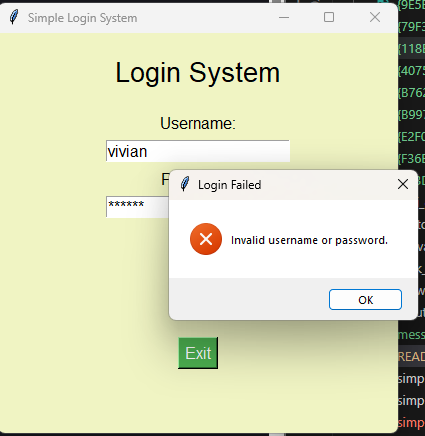 Simple Login System
Login System
Username:
vivian
******
Login Failed
Invalid username or password.
OK
Exit
{9E5E
{79F3
{118E
{4075
{B762
{B997
{E2F0
{F36E
mess
READ
simp
simp
simp